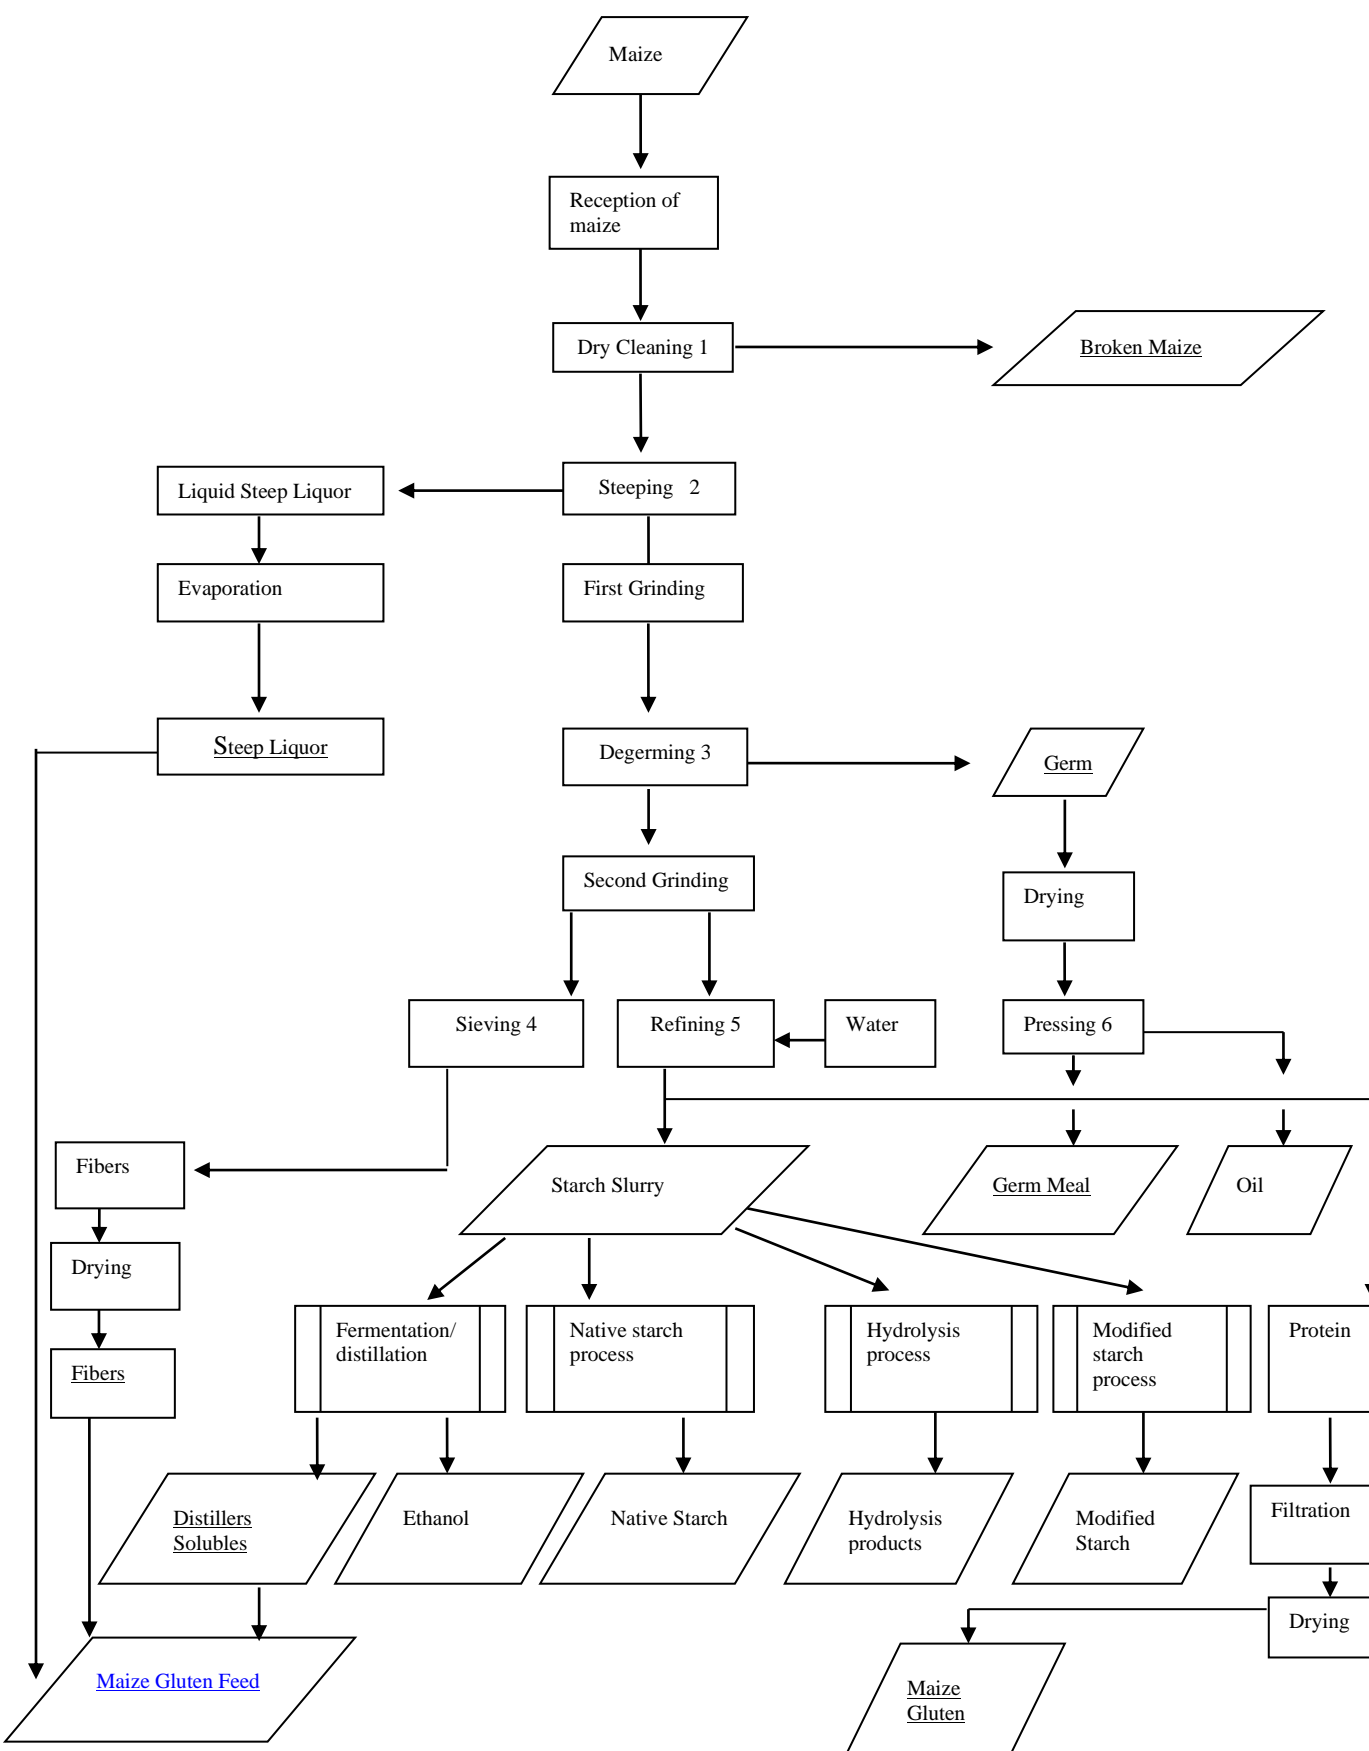 Maize
Reception of
maize
Dry Cleaning 1
Broken Maize
Liquid Steep Liquor
Steeping 2
Evaporation
First Grinding
Steep Liquor
Degerming 3
Germ
Second Grinding
Drying
Sieving 4
Refining 5
Water
Pressing 6
Fibers
Starch Slurry
Germ Meal
Oil
Drying
Fermentation/
distillation
Native starch
process
Hydrolysis
process
Modified
starch
process
Protein
Fibers
Distillers
Solubles
Ethanol
Native Starch
Hydrolysis
products
Modified
Starch
Filtration
Drying
Maize Gluten Feed
Maize
Gluten